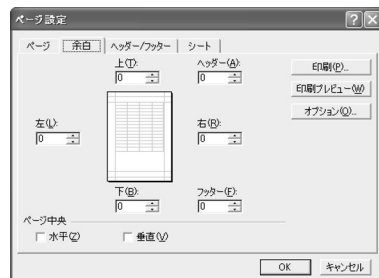 ページ設定
ページ 余白 ヘッダー/フッター シート
上(T): ヘッダー(A):
0 0
印刷(P)...
印刷プレビュー(W)
オプション(O)...
左(L): 右(R):
0 0
下(B): フッター(F):
0 0
ページ中央
水平(Z) 垂直(V)
OK キャンセル